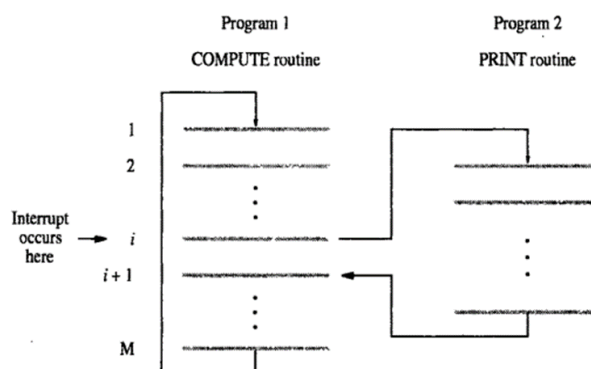 Program 1
Program 2
COMPUTE routine
PRINT routine
1
2
Interrupt
occurs
here
i
i + 1
M